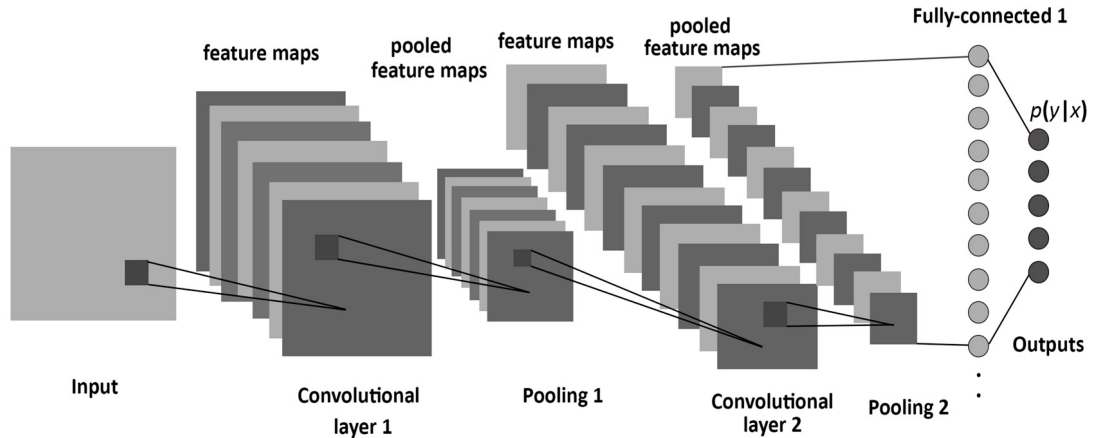 Fully-connected 1
feature maps
pooled
feature maps
feature maps
pooled
feature maps
p(y|x)
Input
Convolutional
layer 1
Pooling 1
Convolutional
layer 2
Pooling 2
Outputs